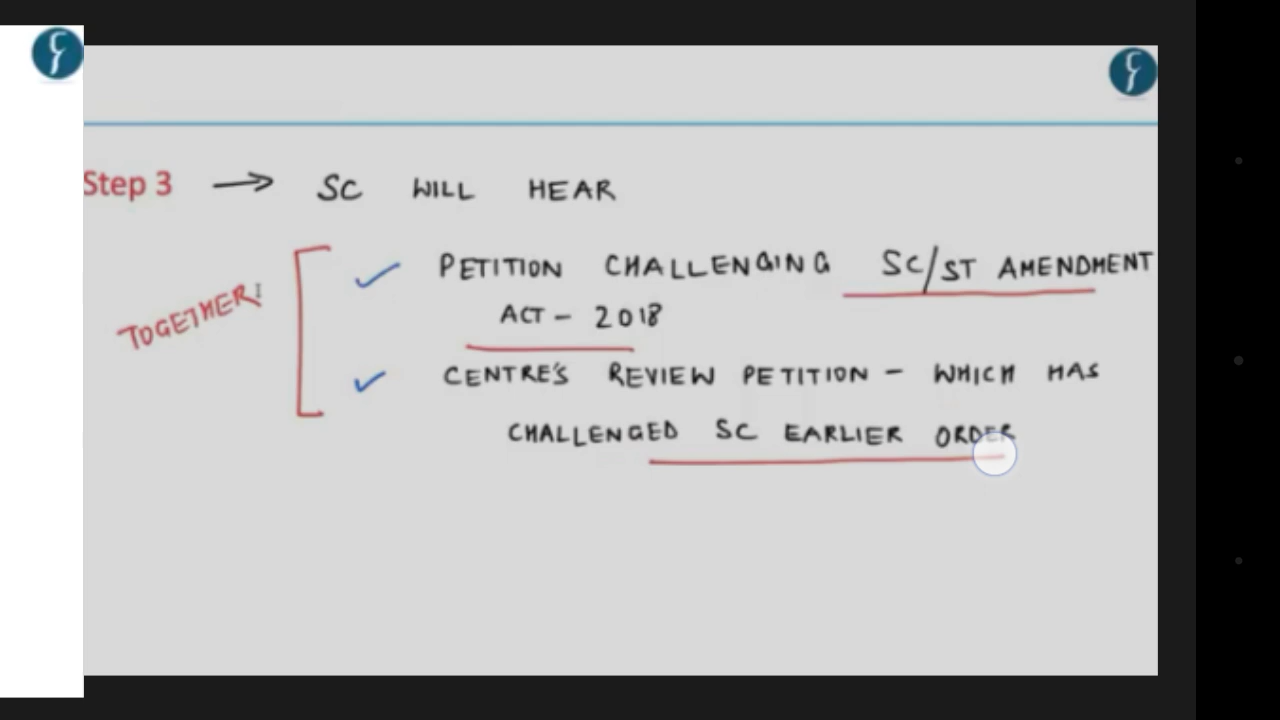 Step 3 → SC WILL HEAR
TOGETHER
PETITION CHALLENGING SC/ST AMENDMENT
ACT - 2018
CENTRE'S REVIEW PETITION - WHICH HAS
CHALLENGED SC EARLIER ORDER